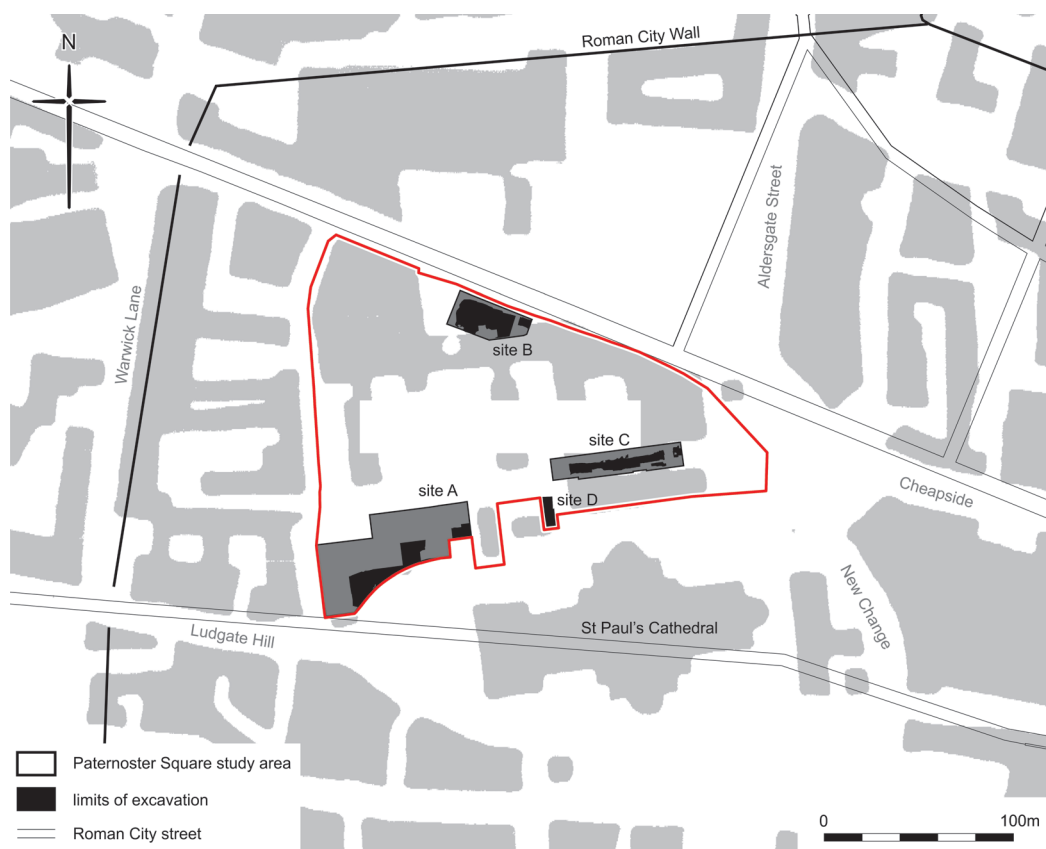 Roman City Wall
N
Aldersgate Street
Warwick Lane
site B
site C
site A
site D
Cheapside
New Change
St Paul's Cathedral
Ludgate Hill
Paternoster Square study area
limits of excavation
Roman City street
0
100m